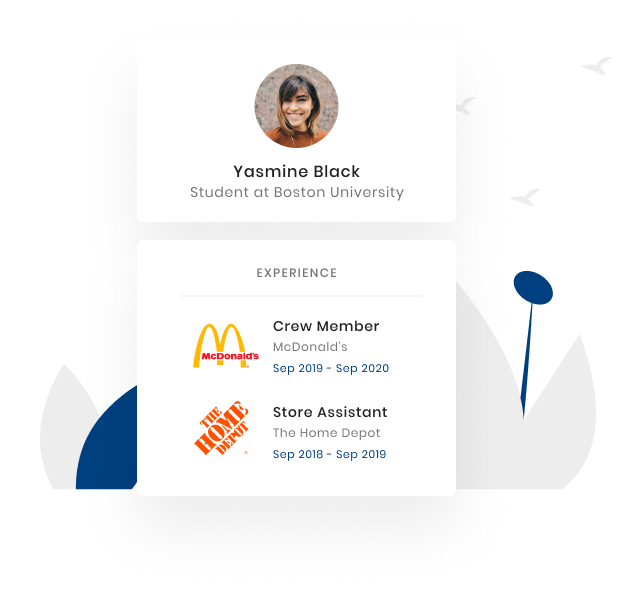 Yasmine Black
Student at Boston University
EXPERIENCE
Crew Member
McDonald's
McDonald's
Sep 2019 - Sep 2020
Store Assistant
THE
HOME
DEPOT
The Home Depot
Sep 2018 - Sep 2019